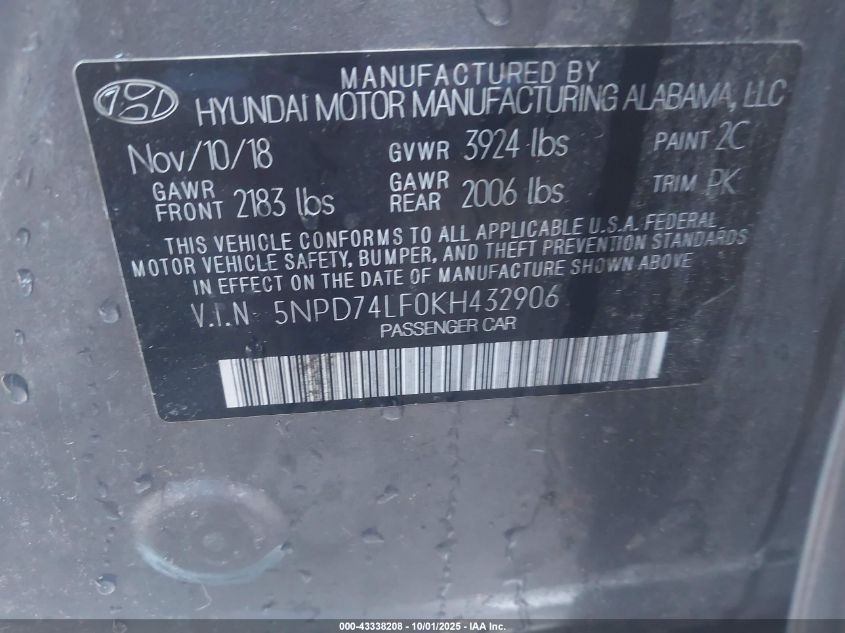 MANUFACTURED BY
HYUNDAI MOTOR MANUFACTURING ALABAMA, LLC
Nov/10/18 GVWR 3924 lbs PAINT 2C
GAWR FRONT 2183 lbs GAWR REAR 2006 lbs TRIM PK
THIS VEHICLE CONFORMS TO ALL APPLICABLE U.S.A. FEDERAL
MOTOR VEHICLE SAFETY, BUMPER, AND THEFT PREVENTION STANDARDS
IN EFFECT ON THE DATE OF MANUFACTURE SHOWN ABOVE
V.I.N 5NPD74LF0KH432906
PASSENGER CAR
000-43338208 - 10/01/2025 - IAA Inc.